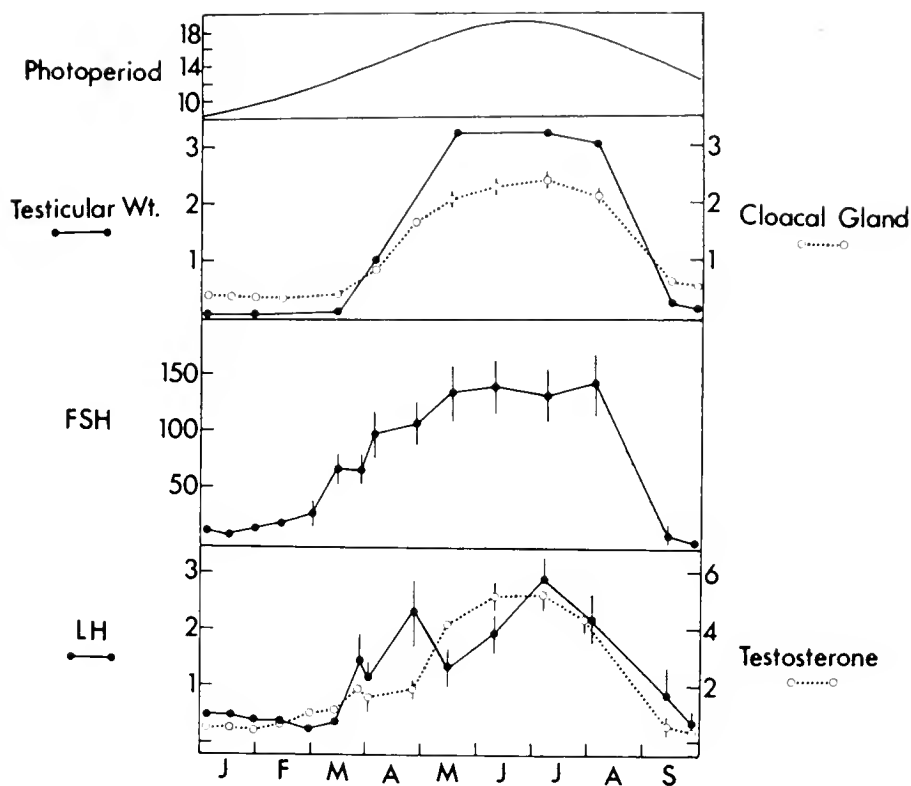 Photoperiod
18
14
10
Testicular Wt.
3
2
1
3
2
1
Cloacal Gland
FSH
150
100
50
LH
3
2
1
6
4
2
Testosterone
J F M A M J J A S